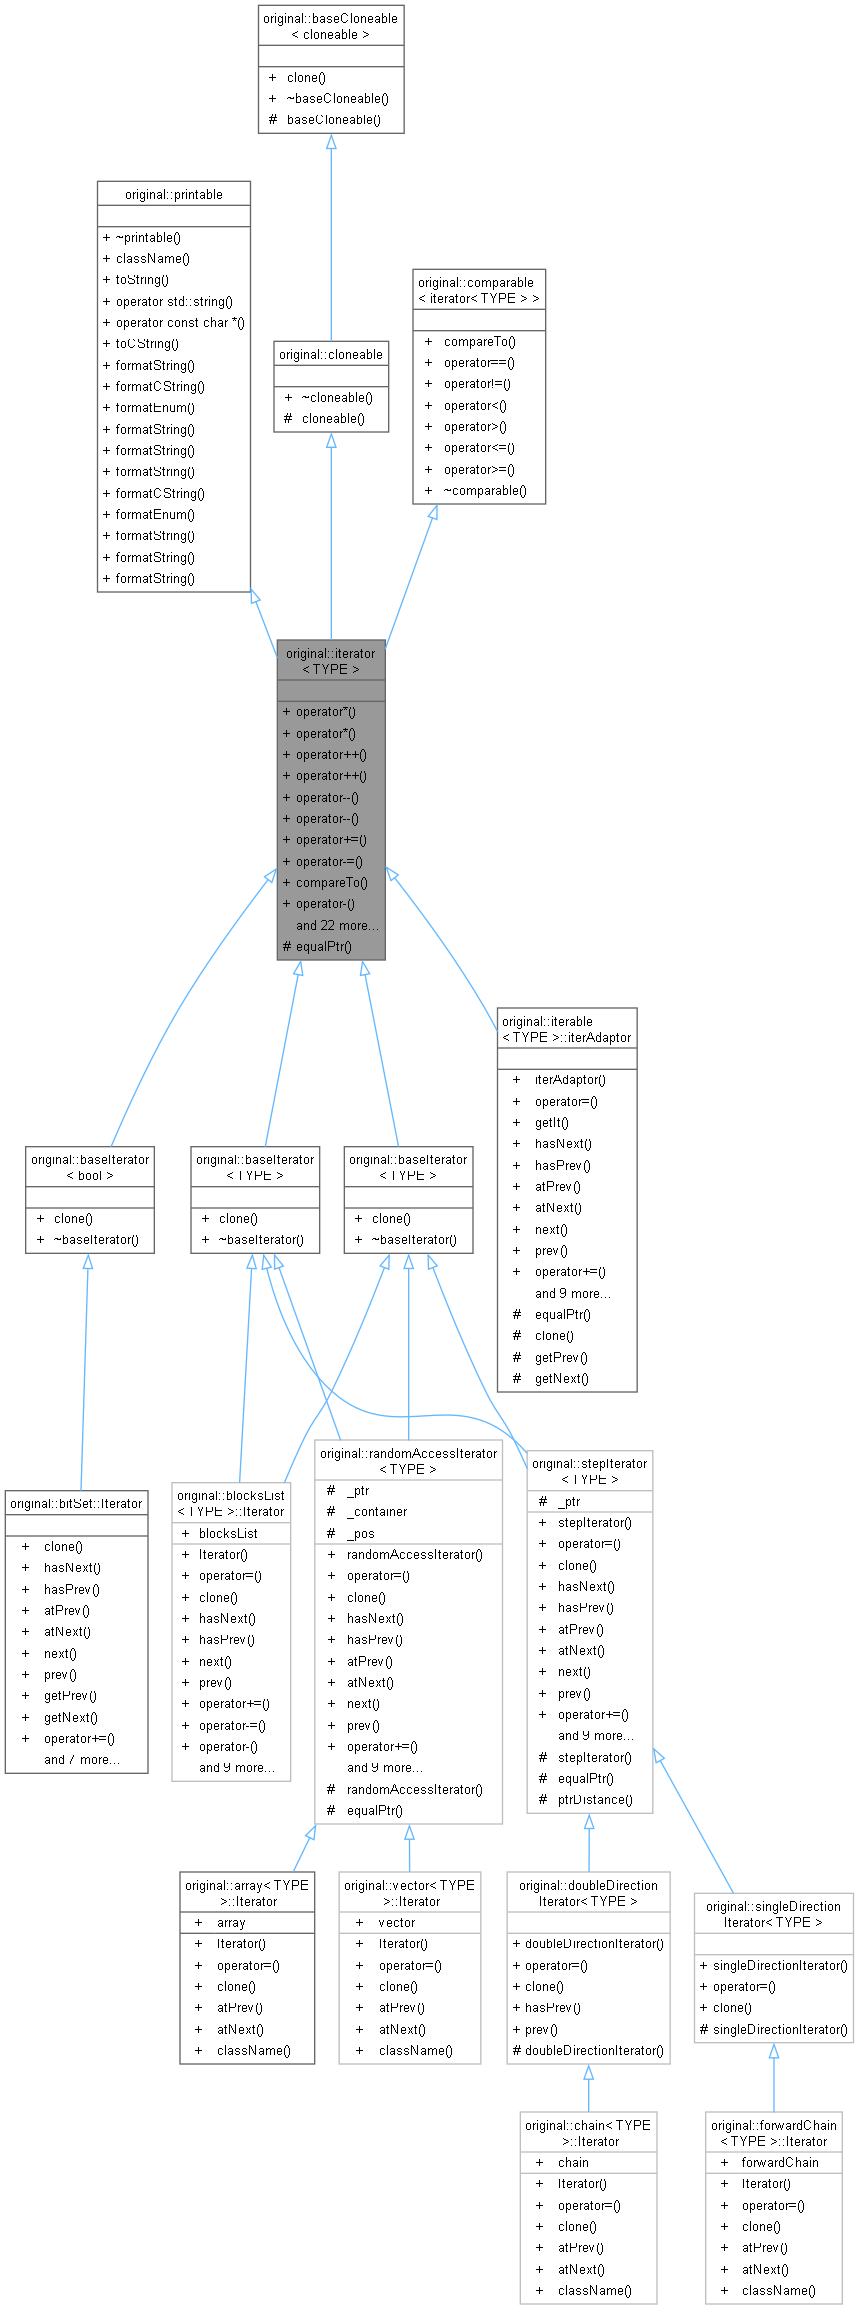 original::baseCloneable
< cloneable >
+ clone()
+ ~baseCloneable()
# baseCloneable()
original::printable
+ ~printable()
+ className()
+ toString()
+ operator std::string()
+ operator const char *()
+ toCString()
+ formatString()
+ formatCString()
+ formatEnum()
+ formatString()
+ formatString()
+ formatString()
+ formatCString()
+ formatEnum()
+ formatString()
+ formatString()
+ formatString()
original::cloneable
+ ~cloneable()
# cloneable()
original::comparable
< iterator< TYPE > >
+ compareTo()
+ operator==()
+ operator!=()
+ operator<()
+ operator>()
+ operator<=()
+ operator>=()
+ ~comparable()
original::iterator
< TYPE >
+ operator*()
+ operator*()
+ operator++()
+ operator++()
+ operator--()
+ operator--()
+ operator+=()
+ operator-=()
+ compareTo()
+ operator-()
and 22 more...
# equalPtr()
original::baseIterator
< bool >
+ clone()
+ ~baseIterator()
original::baseIterator
< TYPE >
+ clone()
+ ~baseIterator()
original::baseIterator
< TYPE >
+ clone()
+ ~baseIterator()
original::iterable
< TYPE >::iterAdaptor
+ iterAdaptor()
+ operator=()
+ getIt()
+ hasNext()
+ hasPrev()
+ atPrev()
+ atNext()
+ next()
+ prev()
+ operator+=()
and 9 more...
# equalPtr()
# clone()
# getPrev()
# getNext()
original::bitSet::Iterator
+ clone()
+ hasNext()
+ hasPrev()
+ atPrev()
+ atNext()
+ next()
+ prev()
+ getPrev()
+ getNext()
+ operator+=()
and 7 more...
original::blocksList
< TYPE >::Iterator
+ blocksList
+ Iterator()
+ operator=()
+ clone()
+ hasNext()
+ hasPrev()
+ next()
+ prev()
+ operator+=()
+ operator-=()
+ operator-()
and 9 more...
original::randomAccessIterator
< TYPE >
# _ptr
# _container
# _pos
+ randomAccessIterator()
+ operator=()
+ clone()
+ hasNext()
+ hasPrev()
+ atPrev()
+ atNext()
+ next()
+ prev()
+ operator+=()
and 9 more...
# randomAccessIterator()
# equalPtr()
original::stepIterator
< TYPE >
# _ptr
+ stepIterator()
+ operator=()
+ clone()
+ hasNext()
+ hasPrev()
+ atPrev()
+ atNext()
+ next()
+ prev()
+ operator+=()
and 9 more...
# stepIterator()
# equalPtr()
# ptrDistance()
original::array< TYPE
>::Iterator
+ array
+ Iterator()
+ operator=()
+ clone()
+ atPrev()
+ atNext()
+ className()
original::vector< TYPE
>::Iterator
+ vector
+ Iterator()
+ operator=()
+ clone()
+ atPrev()
+ atNext()
+ className()
original::doubleDirection
Iterator< TYPE >
+ doubleDirectionIterator()
+ operator=()
+ clone()
+ hasPrev()
+ prev()
# doubleDirectionIterator()
original::singleDirection
Iterator< TYPE >
+ singleDirectionIterator()
+ operator=()
+ clone()
# singleDirectionIterator()
original::chain< TYPE
>::Iterator
+ chain
+ Iterator()
+ operator=()
+ clone()
+ atPrev()
+ atNext()
+ className()
original::forwardChain
< TYPE >::Iterator
+ forwardChain
+ Iterator()
+ operator=()
+ clone()
+ atPrev()
+ atNext()
+ className()